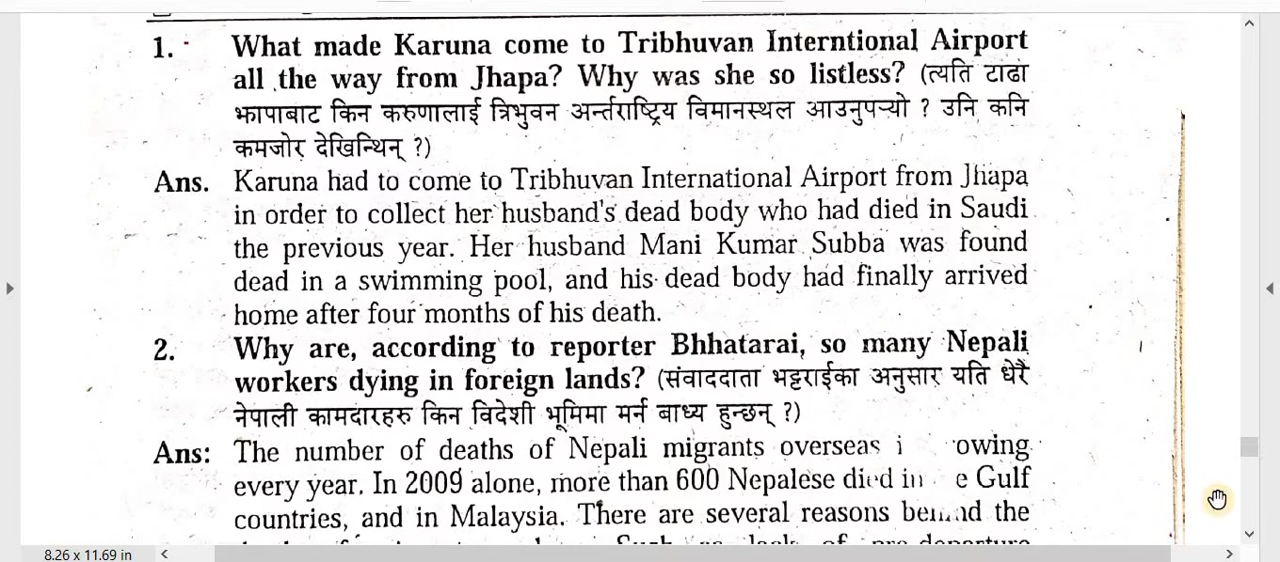 1. What made Karuna come to Tribhuvan Interntional Airport
all the way from Jhapa? Why was she so listless? (त्यति टाढा
झापाबाट किन करुणालाई त्रिभुवन अर्न्तराष्ट्रिय विमानस्थल आउनुपर्‍यो ? उनि कनि
कमजोर देखिन्थिन् ?)
Ans. Karuna had to come to Tribhuvan International Airport from Jhapa
in order to collect her husband's dead body who had died in Saudi
the previous year. Her husband Mani Kumar Subba was found
dead in a swimming pool, and his dead body had finally arrived
home after four months of his death.
2. Why are, according to reporter Bhhatarai, so many Nepali
workers dying in foreign lands? (संवाददाता भट्टराईका अनुसार यति धेरै
नेपाली कामदारहरु किन विदेशी भूमिमा मर्न बाध्य हुन्छन् ?)
Ans: The number of deaths of Nepali migrants overseas
every year. In 2009 alone, more than 600 Nepalese died Gulf
countries, and in Malaysia. There are several reasons the
8.26 x 11.69 in